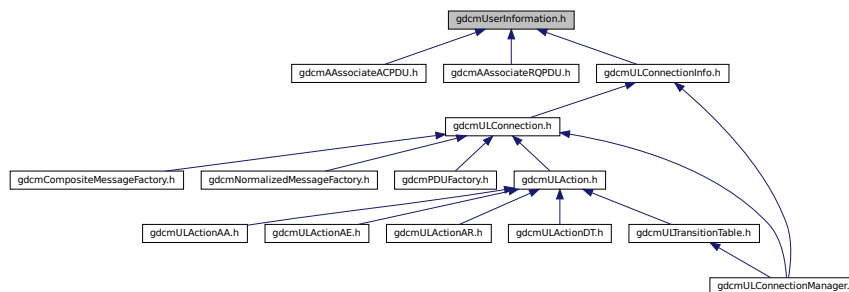 gdcmUserInformation.h
gdcmAAssociateACPDU.h
gdcmAAssociateRQPDU.h
gdcmULConnectionInfo.h
gdcmULConnection.h
gdcmCompositeMessageFactory.h
gdcmNormalizedMessageFactory.h
gdcmPDUFactory.h
gdcmULAction.h
gdcmULActionAA.h
gdcmULActionAE.h
gdcmULActionAR.h
gdcmULActionDT.h
gdcmULTransitionTable.h
gdcmULConnectionManager.